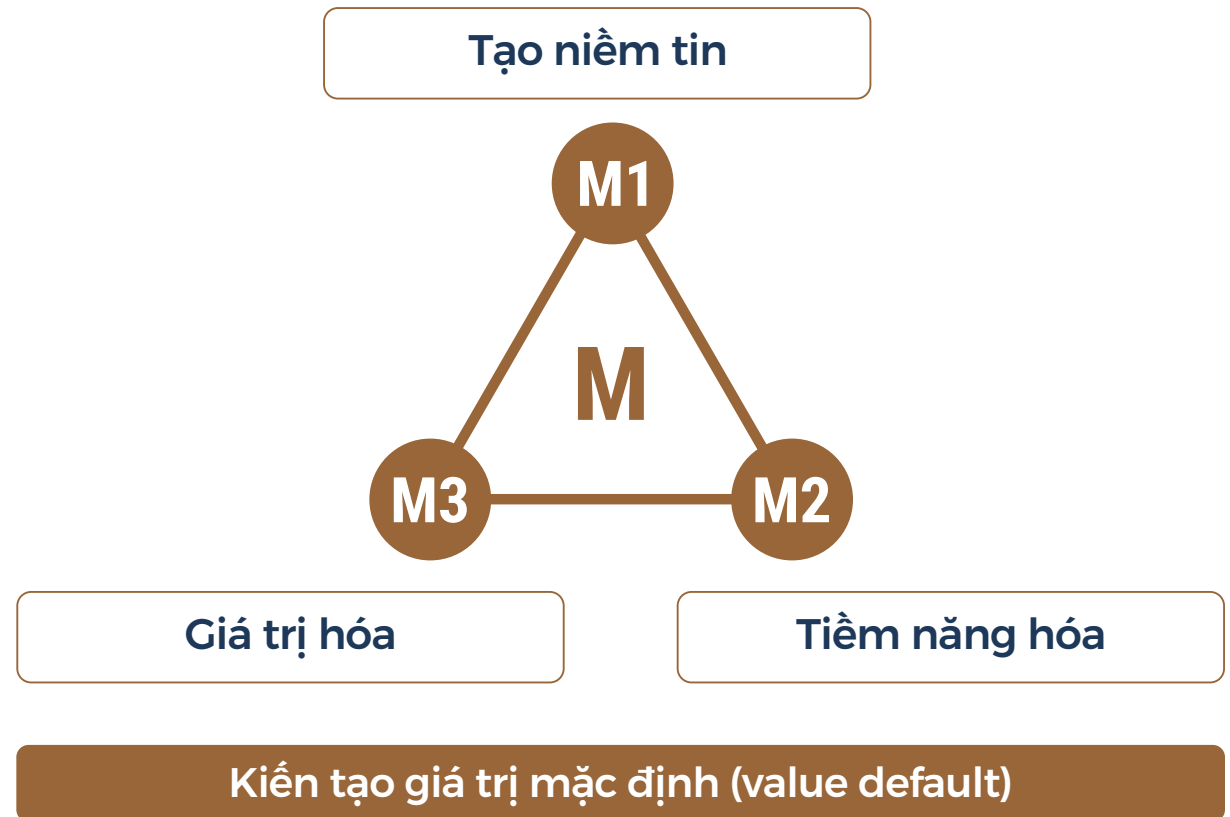 Tạo niềm tin
M1
M
M3
M2
Giá trị hóa
Tiềm năng hóa
Kiến tạo giá trị mặc định (value default)